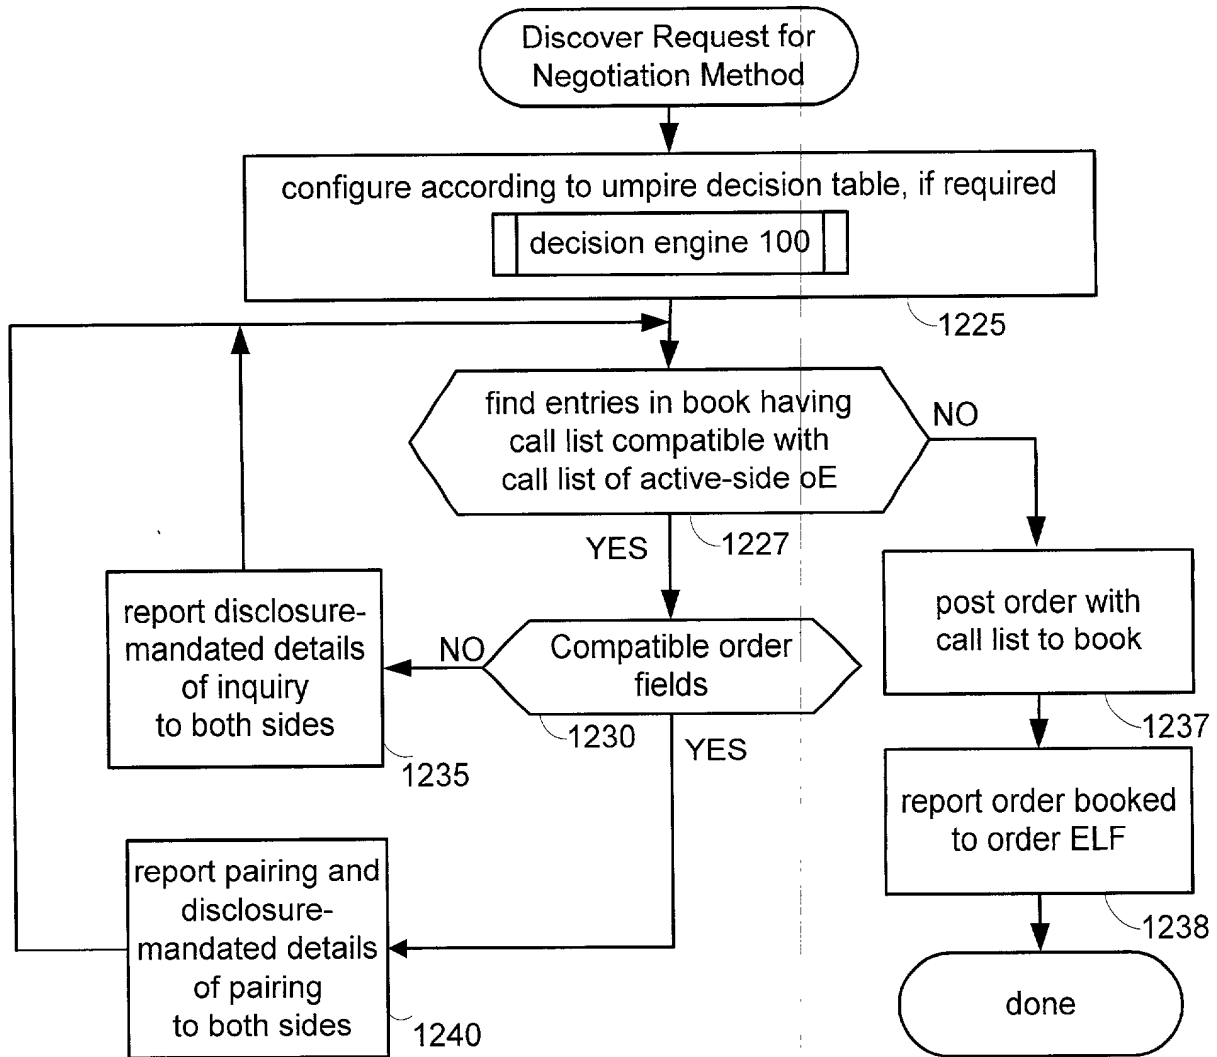 Discover Request for
Negotiation Method
configure according to umpire decision table, if required
decision engine 100
1225
find entries in book having
call list compatible with
call list of active-side oE
NO
1227
YES
post order with
call list to book
1237
report disclosure-
mandated details
of inquiry
to both sides
1235
NO
Compatible order
fields
1230
YES
report order booked
to order ELF
1238
report pairing and
disclosure-
mandated details
of pairing
to both sides
1240
done